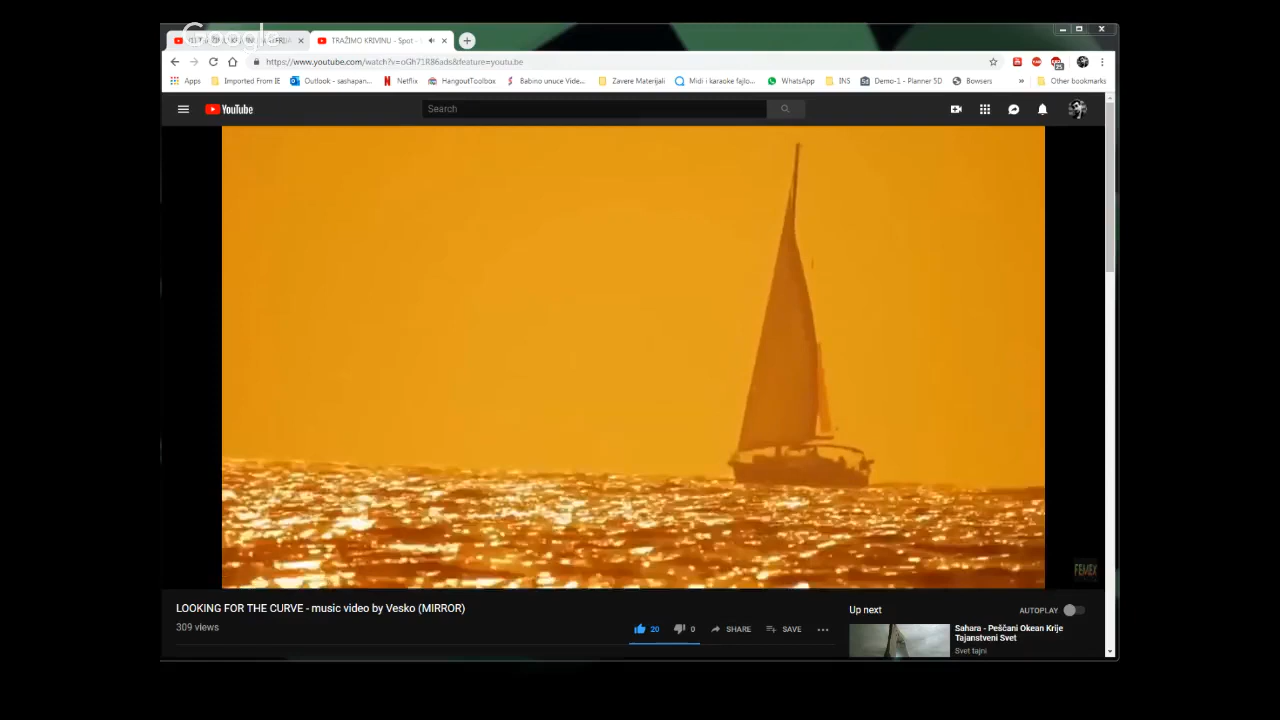 Google
TRAŽIMO KRIVINU - Spot -
https://www.youtube.com/watch?v=oGh71R86ads&feature=youtu.be
Apps Imported From IE Outlook - sashapan... Netflix HangoutToolbox Babino unuce Vide... Zavere Materijali Midi i karaoke fajlo... WhatsApp INS Demo-1 - Planner 5D Bowsers » Other bookmarks
YouTube Search
FEMEX
LOOKING FOR THE CURVE - music video by Vesko (MIRROR)
309 views
20 0 SHARE SAVE
Up next AUTOPLAY
Sahara - Peščani Okean Krije
Tajanstveni Svet
Svet tajni